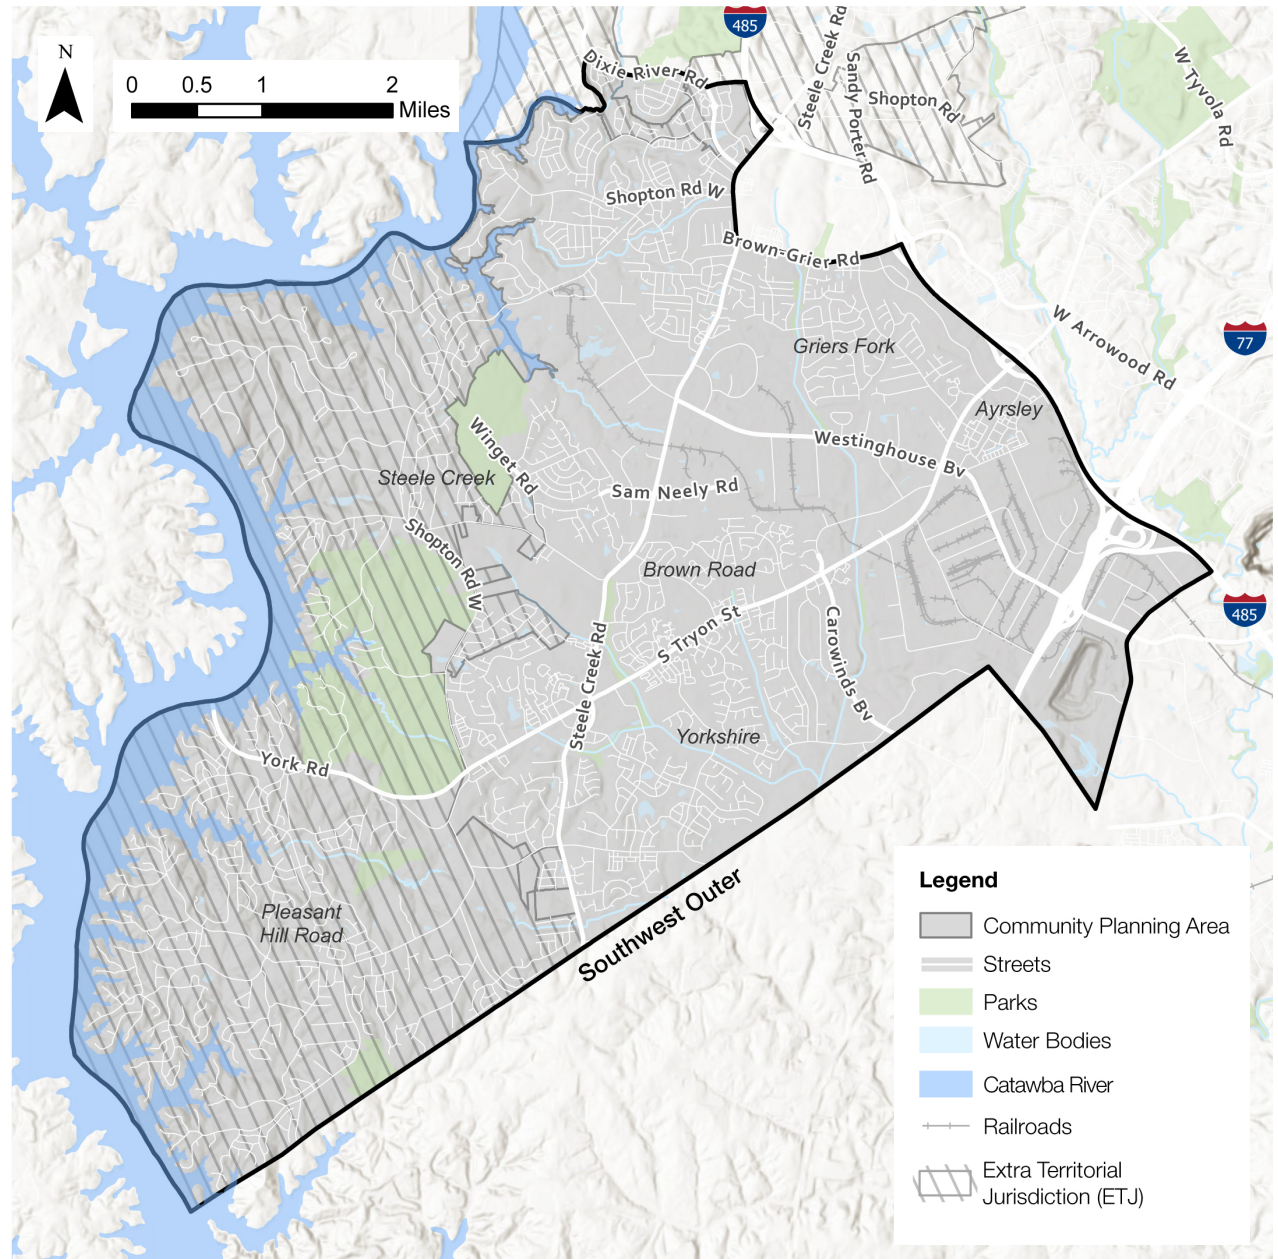 N
0 0.5 1 2
Miles
485
Dixie River Rd
Steele Creek Rd
Sandy Porter Rd
Shopton Rd
W Tyvola Rd
Shopton Rd W
Brown-Grier Rd
W Arrowood Rd
77
Griers Fork
Ayrsley
Westinghouse Bv
Winget Rd
Steele Creek
Sam Neely Rd
Shopton Rd W
Brown Road
S Tryon St
Carowinds Bv
485
Steele Creek Rd
Yorkshire
York Rd
Pleasant
Hill Road
Southwest Outer
Legend
Community Planning Area
Streets
Parks
Water Bodies
Catawba River
Railroads
Extra Territorial
Jurisdiction (ETJ)